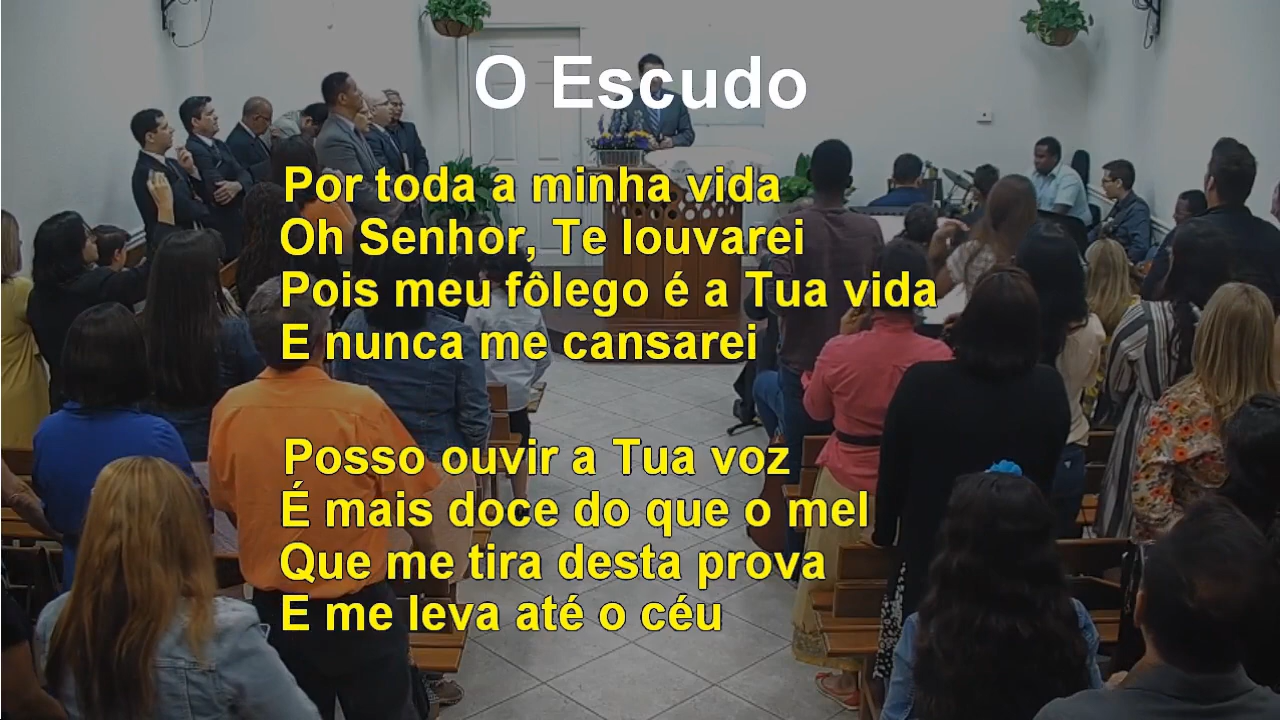 O Escudo
Por toda a minha vida
Oh Senhor, Te louvarei
Pois meu fôlego é a Tua vida
E nunca me cansarei
Posso ouvir a Tua voz
É mais doce do que o mel
Que me tira desta prova
E me leva até o céu